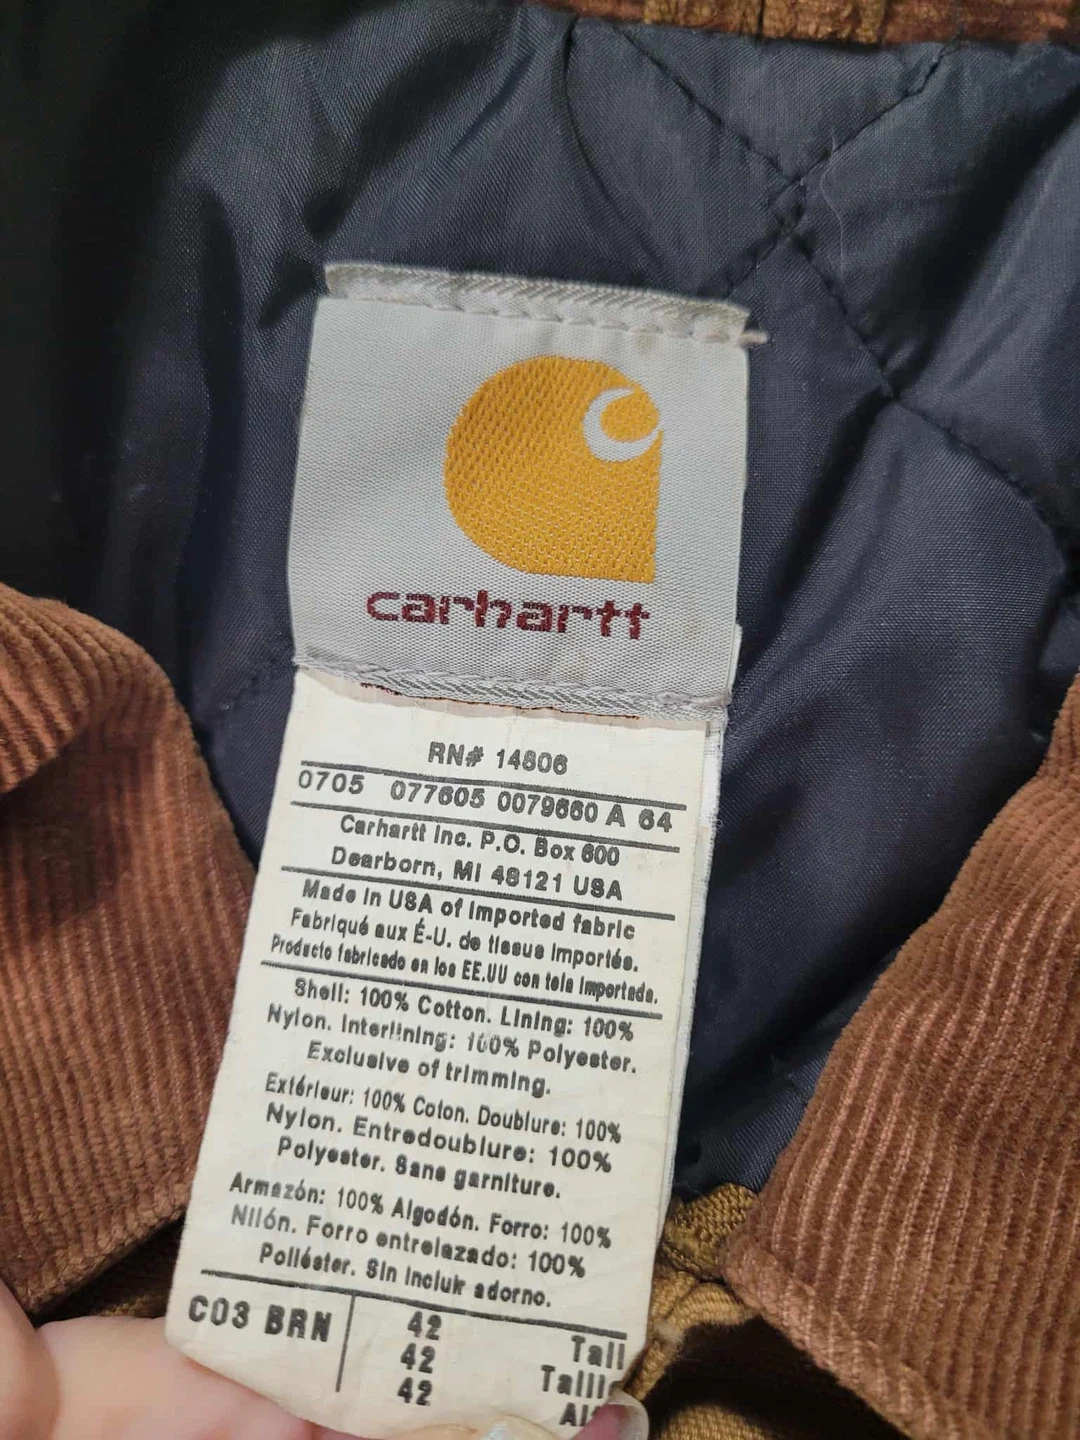 carhartt
RN# 14806
0705 077605 0079660 A 64
Carhartt Inc. P.O. Box 600
Dearborn, MI 48121 USA
Made in USA of imported fabric
Fabriqué aux É-U. de tissus importés.
Producto fabricado en los EE.UU con tela importada.
Shell: 100% Cotton. Lining: 100%
Nylon. Interlining: 100% Polyester.
Exclusive of trimming.
Extérieur: 100% Coton. Doublure: 100%
Nylon. Entredoublure: 100%
Polyester. Sans garniture.
Armazón: 100% Algodón. Forro: 100%
Nilón. Forro entrelazado: 100%
Poliéster. Sin incluir adorno.
C03 BRN 42 Tall
42
42